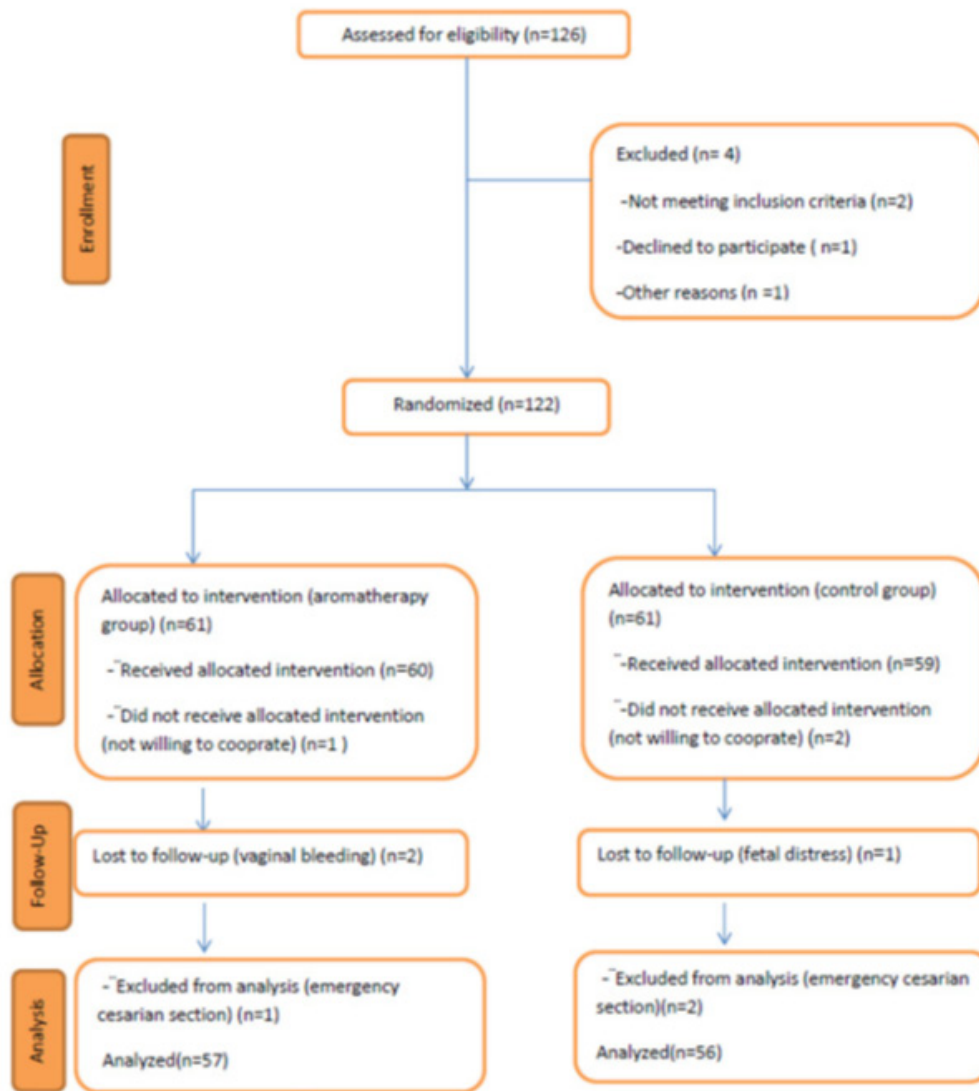 Assessed for eligibility (n=126)
Enrollment
Excluded (n= 4)
-Not meeting inclusion criteria (n=2)
-Declined to participate ( n=1)
-Other reasons (n =1)
Randomized (n=122)
Allocation
Allocated to intervention (aromatherapy
group) (n=61)
-¨Received allocated intervention (n=60)
-¨Did not receive allocated intervention
(not willing to cooprate) (n=1 )
Allocated to intervention (control group)
(n=61)
¨-Received allocated intervention (n=59)
¨-Did not receive allocated intervention
(not willing to cooprate) (n=2)
Follow-Up
Lost to follow-up (vaginal bleeding) (n=2)
Lost to follow-up (fetal distress) (n=1)
Analysis
-¨Excluded from analysis (emergency
cesarian section) (n=1)
Analyzed(n=57)
-¨Excluded from analysis (emergency cesarian
section)(n=2)
Analyzed(n=56)